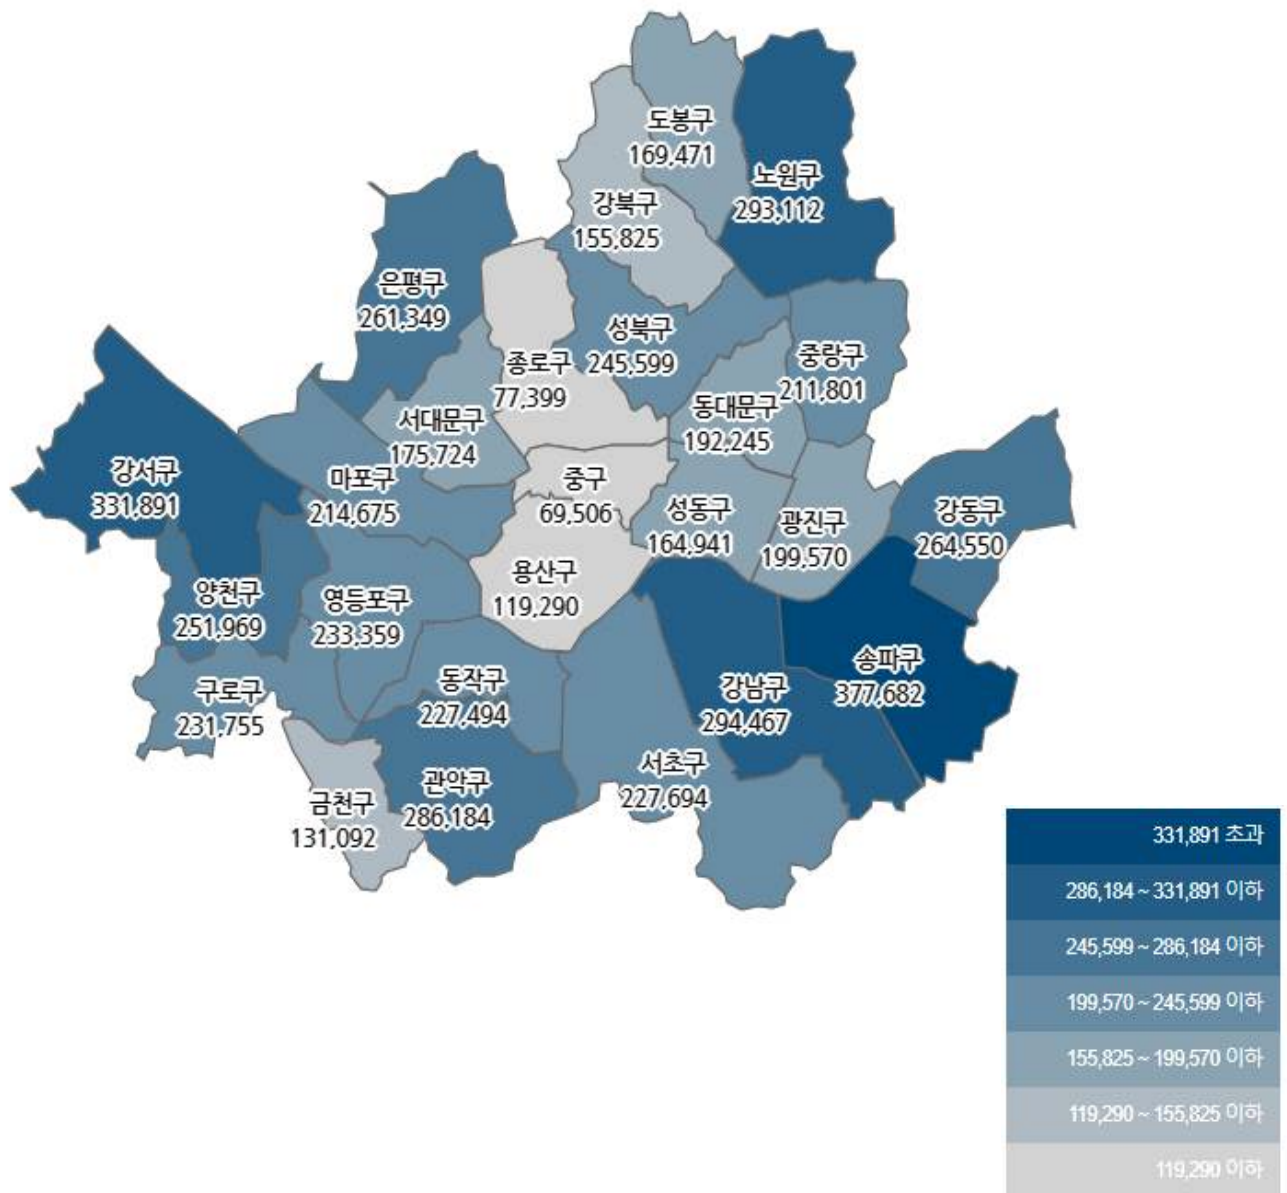 도봉구
169,471
노원구
293,112
강북구
155,825
은평구
261,349
성북구
245,599
종로구
77,399
중랑구
211,801
서대문구
175,724
동대문구
192,245
강서구
331,891
마포구
214,675
중구
69,506
성동구
164,941
광진구
199,570
강동구
264,550
용산구
119,290
양천구
251,969
영등포구
233,359
구로구
231,755
동작구
227,494
강남구
294,467
송파구
377,682
서초구
227,694
관악구
286,184
금천구
131,092
331,891 초과
286,184 ~ 331,891 이하
245,599 ~ 286,184 이하
199,570 ~ 245,599 이하
155,825 ~ 199,570 이하
119,290 ~ 155,825 이하
119,290 이하